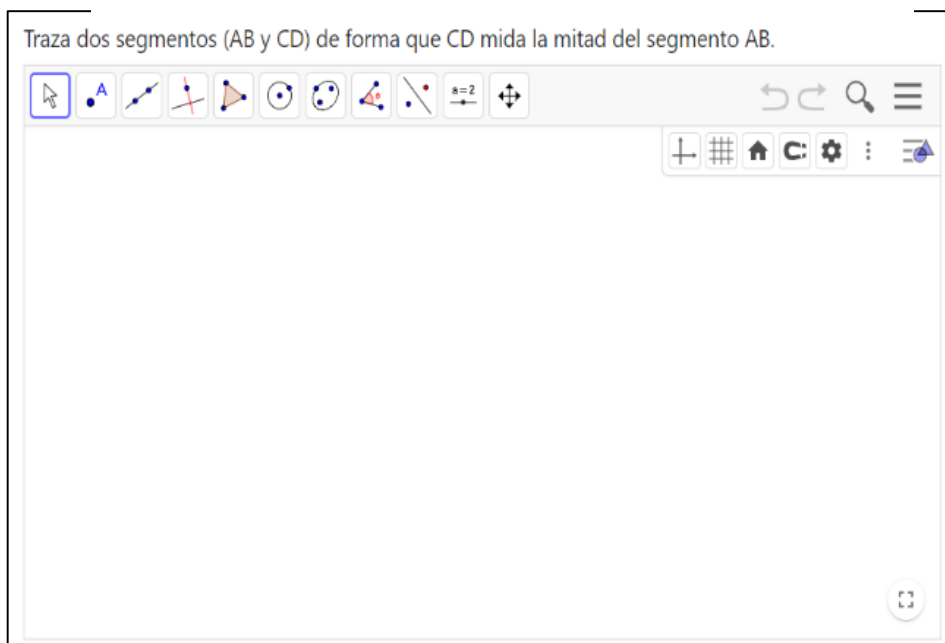 Traza dos segmentos (AB y CD) de forma que CD mida la mitad del segmento AB.
A
a=2